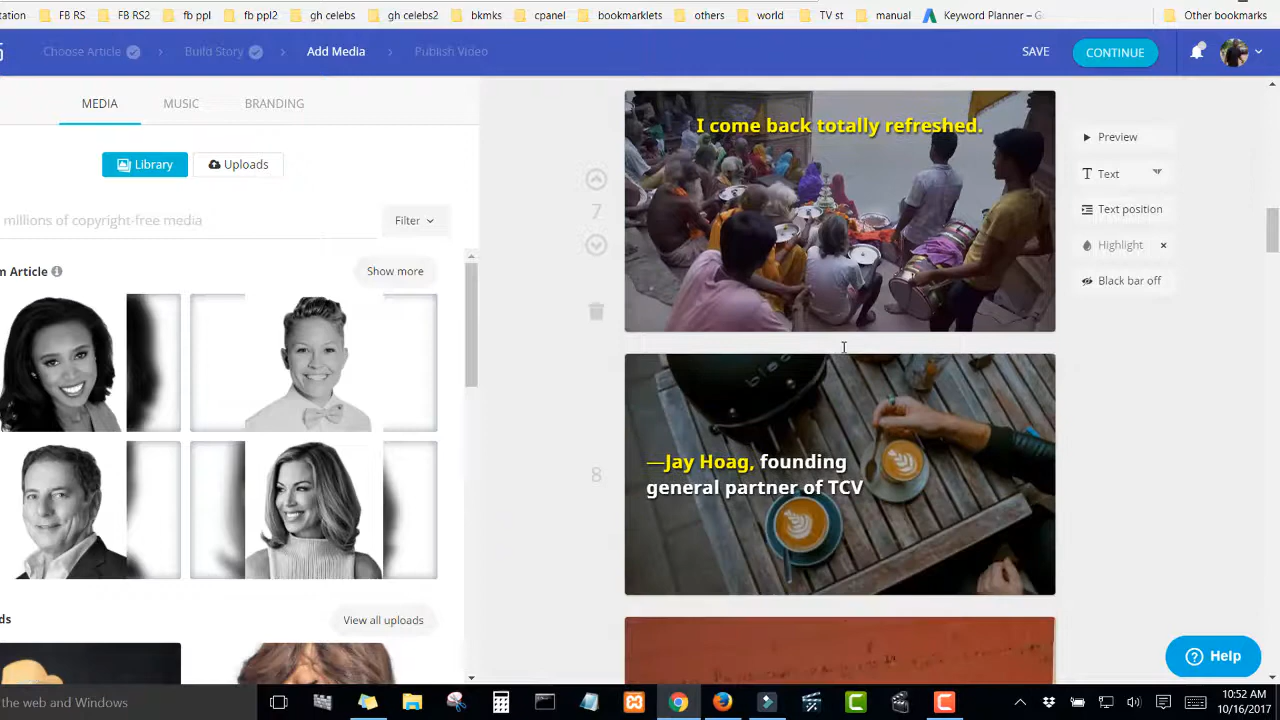 tation FB RS FB RS2 fb ppl fb ppl2 gh celebs gh celebs2 bkmks cpanel bookmarklets others world TV st manual Keyword Planner – G Other bookmarks
Choose Article > Build Story > Add Media > Publish Video SAVE CONTINUE
MEDIA MUSIC BRANDING
Library Uploads
millions of copyright-free media Filter
m Article Show more
ds View all uploads
I come back totally refreshed.
7
Preview
Text
Text position
Highlight ×
Black bar off
8
—Jay Hoag, founding
general partner of TCV
Help
the web and Windows
10:52 AM
10/16/2017